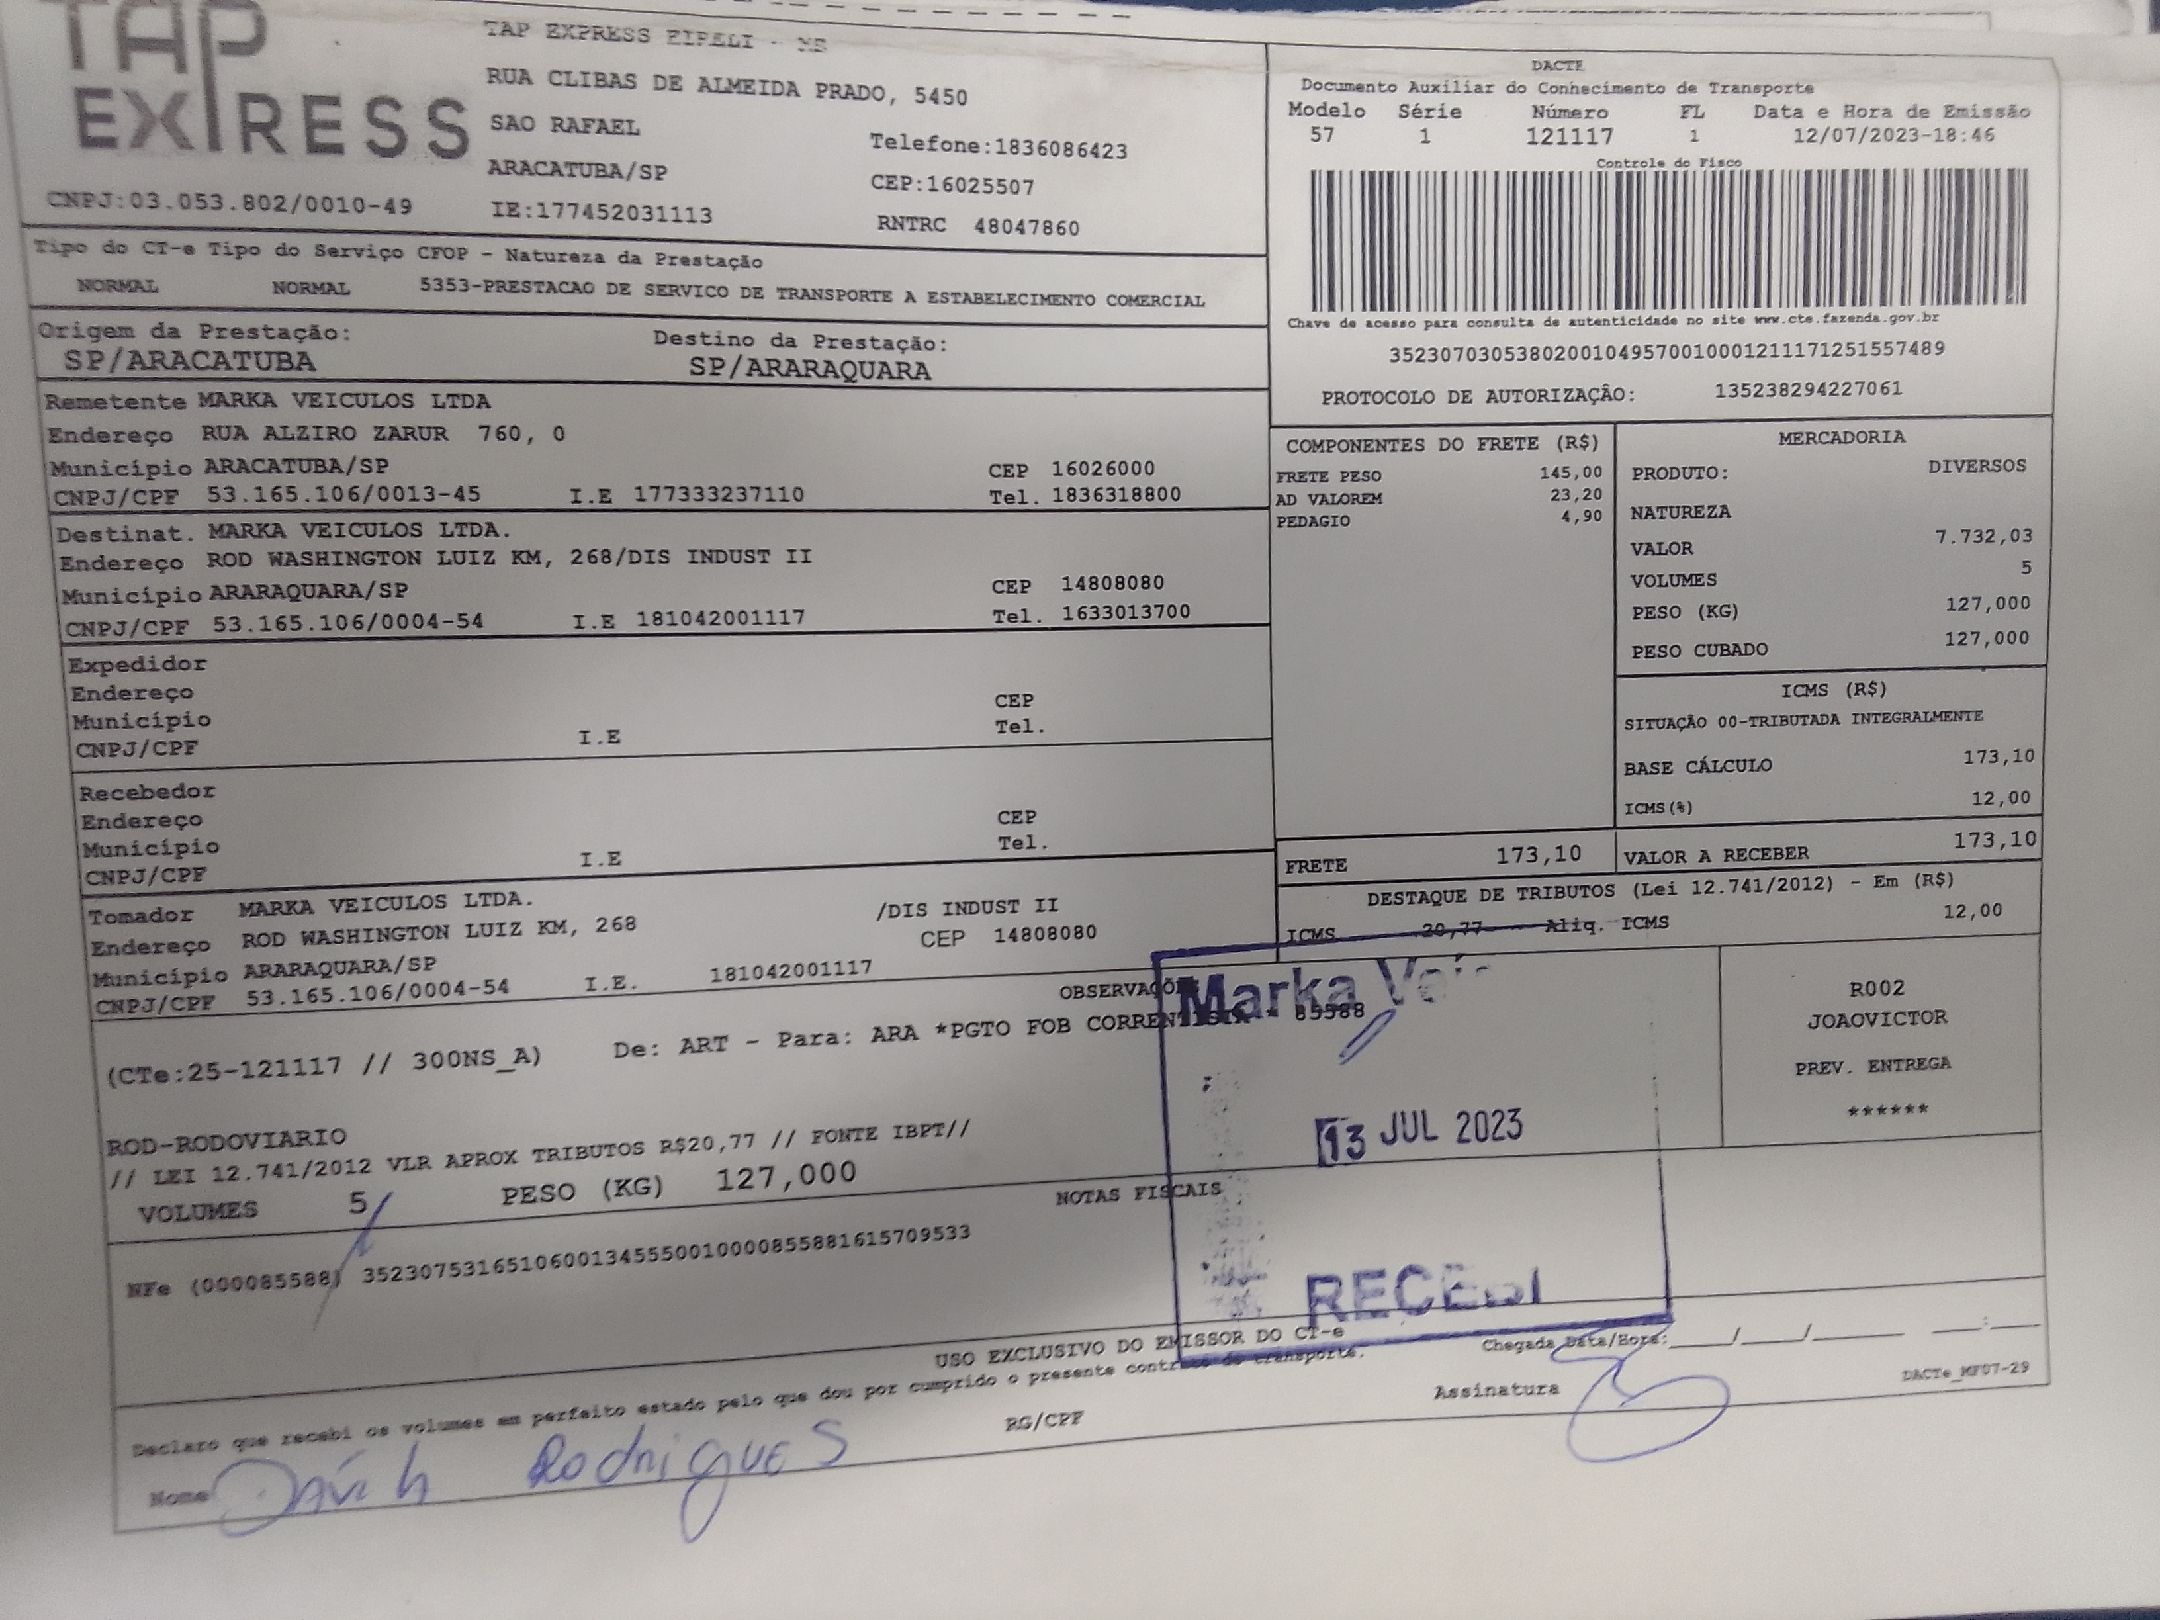 TAP EXPRESS
TAP EXPRESS EIRELI - ME
RUA CLIBAS DE ALMEIDA PRADO, 5450
SAO RAFAEL
Telefone:1836086423
ARACATUBA/SP
CEP:16025507
CNPJ:03.053.802/0010-49
IE:177452031113
RNTRC 48047860
DACTE
Documento Auxiliar do Conhecimento de Transporte
Modelo Série Número FL Data e Hora de Emissão
57 1 121117 1 12/07/2023-18:46
Controle do Fisco
Chave de acesso para consulta de autenticidade no site www.cte.fazenda.gov.br
35230703053802001049570010001211171251557489
PROTOCOLO DE AUTORIZAÇÂO: 135238294227061
Tipo do CT-e Tipo do Serviço CFOP - Natureza da Prestação
NORMAL NORMAL 5353-PRESTACAO DE SERVICO DE TRANSPORTE A ESTABELECIMENTO COMERCIAL
Origem da Prestação: Destino da Prestação:
SP/ARACATUBA SP/ARARAQUARA
Remetente MARKA VEICULOS LTDA
Endereço RUA ALZIRO ZARUR 760, 0
Município ARACATUBA/SP CEP 16026000
CNPJ/CPF 53.165.106/0013-45 I.E 177333237110 Tel. 1836318800
Destinat. MARKA VEICULOS LTDA.
Endereço ROD WASHINGTON LUIZ KM, 268/DIS INDUST II
Município ARARAQUARA/SP CEP 14808080
CNPJ/CPF 53.165.106/0004-54 I.E 181042001117 Tel. 1633013700
Expedidor
Endereço CEP
Município Tel.
CNPJ/CPF I.E
Recebedor
Endereço CEP
Município Tel.
CNPJ/CPF I.E
Tomador MARKA VEICULOS LTDA.
Endereço ROD WASHINGTON LUIZ KM, 268 /DIS INDUST II
Município ARARAQUARA/SP CEP 14808080
CNPJ/CPF 53.165.106/0004-54 I.E. 181042001117
COMPONENTES DO FRETE (R$)
FRETE PESO 145,00
AD VALOREM 23,20
PEDAGIO 4,90
MERCADORIA
PRODUTO: DIVERSOS
NATUREZA
VALOR 7.732,03
VOLUMES 5
PESO (KG) 127,000
PESO CUBADO 127,000
ICMS (R$)
SITUAÇÃO 00-TRIBUTADA INTEGRALMENTE
BASE CÁLCULO 173,10
ICMS(%) 12,00
FRETE 173,10 VALOR A RECEBER 173,10
DESTAQUE DE TRIBUTOS (Lei 12.741/2012) - Em (R$)
ICMS 20,77 Aliq. ICMS 12,00
OBSERVAÇÕES
(CTe:25-121117 // 300NS_A) De: ART - Para: ARA *PGTO FOB CORRENTISTA - 85588
ROD-RODOVIARIO
// LEI 12.741/2012 VLR APROX TRIBUTOS R$20,77 // FONTE IBPT//
VOLUMES 5 PESO (KG) 127,000
R002
JOAOVICTOR
PREV. ENTREGA
******
Marka
13 JUL 2023
RECEBI
NOTAS FISCAIS
NFe (000085588) 35230753165106001345550010000855881615709533
USO EXCLUSIVO DO EMISSOR DO CT-e
Declaro que recebi os volumes em perfeito estado pelo que dou por cumprido o presente contrato de transporte.
Chegada Data/Hora:____/____/______ ___:___
Nome Rodrigues
RG/CPF
Assinatura
DACTe_MF07-29